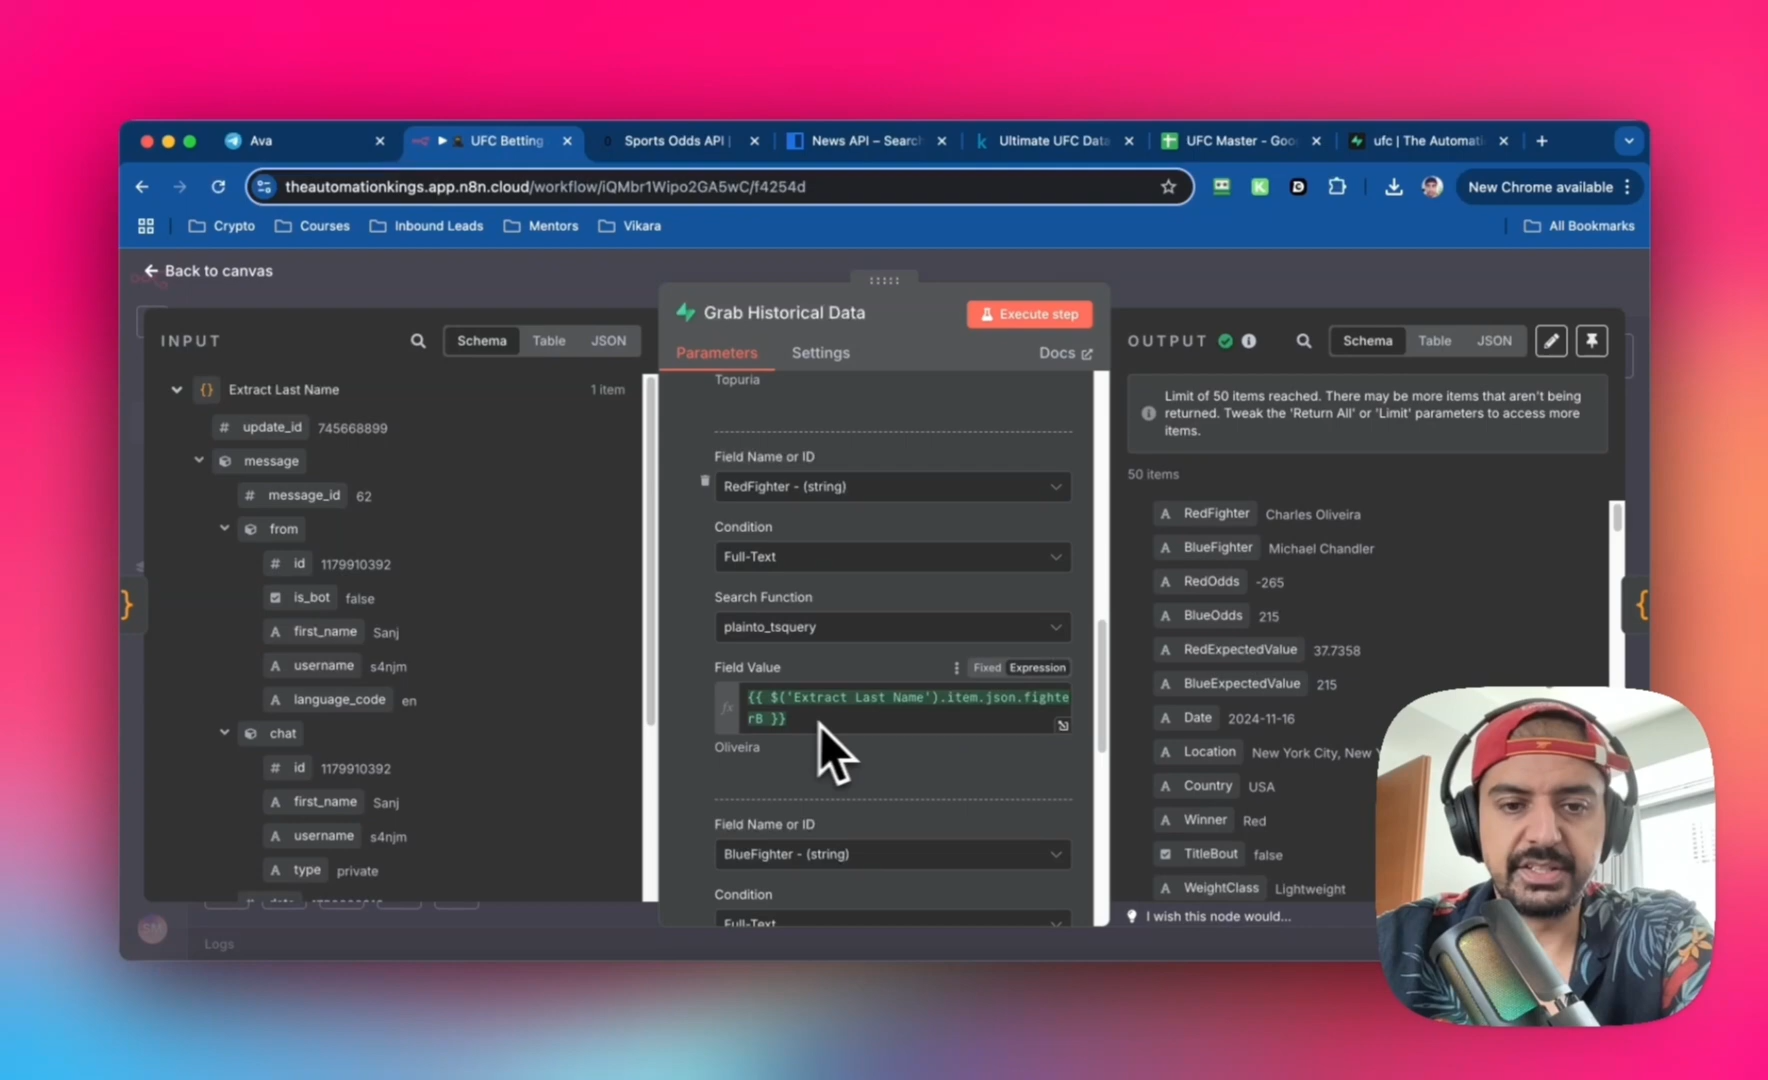 Ava
UFC Betting
Sports Odds API |
News API – Searc
Ultimate UFC Data
UFC Master - Goo
ufc | The Automati
theautomationkings.app.n8n.cloud/workflow/iQMbr1Wipo2GA5wC/f4254d
New Chrome available
Crypto
Courses
Inbound Leads
Mentors
Vikara
All Bookmarks
Back to canvas
INPUT
Schema
Table
JSON
Extract Last Name
1 item
# update_id 745668899
message
# message_id 62
from
# id 1179910392
is_bot false
A first_name Sanj
A username s4njm
A language_code en
chat
# id 1179910392
A first_name Sanj
A username s4njm
A type private
SM
Logs
Grab Historical Data
Execute step
Parameters
Settings
Docs
Topuria
Field Name or ID
RedFighter - (string)
Condition
Full-Text
Search Function
plainto_tsquery
Field Value
Fixed
Expression
fx
{{ $('Extract Last Name').item.json.fighte
rB }}
Oliveira
Field Name or ID
BlueFighter - (string)
Condition
Full-Text
OUTPUT
Schema
Table
JSON
Limit of 50 items reached. There may be more items that aren't being
returned. Tweak the 'Return All' or 'Limit' parameters to access more
items.
50 items
A RedFighter Charles Oliveira
A BlueFighter Michael Chandler
A RedOdds -265
A BlueOdds 215
A RedExpectedValue 37.7358
A BlueExpectedValue 215
A Date 2024-11-16
A Location New York City, New Y
A Country USA
A Winner Red
TitleBout false
A WeightClass Lightweight
I wish this node would...